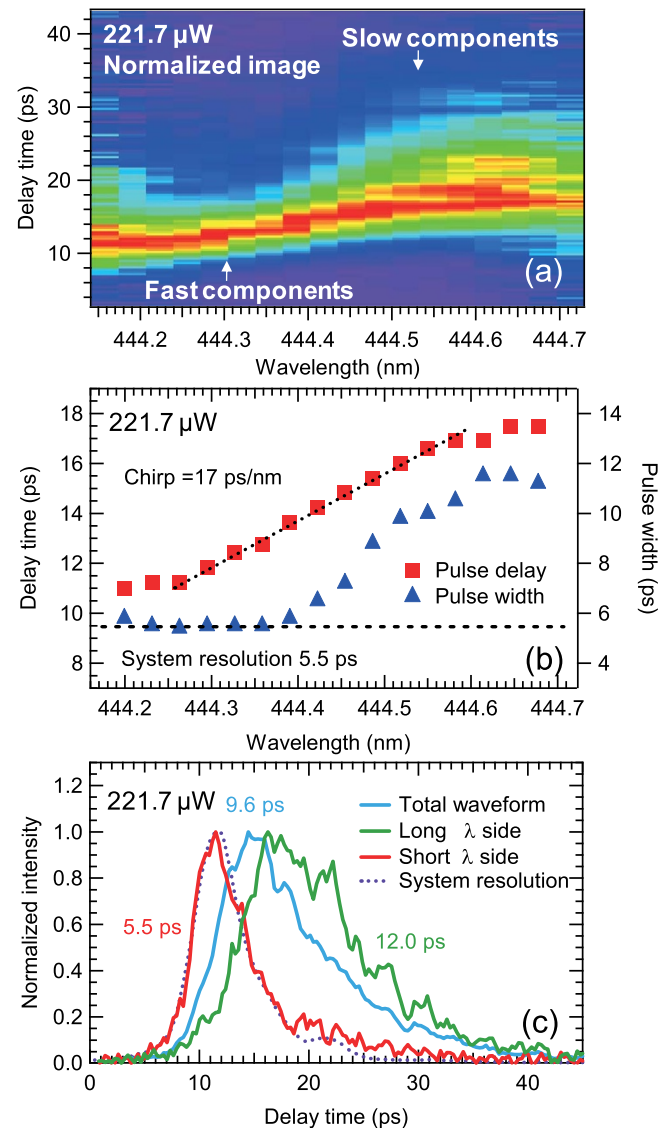 221.7 µW
Normalized image
Slow components
Fast components
(a)
40
30
20
10
Delay time (ps)
444.2 444.3 444.4 444.5 444.6 444.7
Wavelength (nm)
221.7 µW
Chirp =17 ps/nm
Pulse delay
Pulse width
System resolution 5.5 ps
(b)
18
16
14
12
10
8
Delay time (ps)
14
12
10
8
6
4
Pulse width (ps)
444.2 444.3 444.4 444.5 444.6 444.7
Wavelength (nm)
221.7 µW
9.6 ps
5.5 ps
12.0 ps
Total waveform
Long λ side
Short λ side
System resolution
(c)
1.2
1.0
0.8
0.6
0.4
0.2
0.0
Normalized intensity
0 10 20 30 40
Delay time (ps)